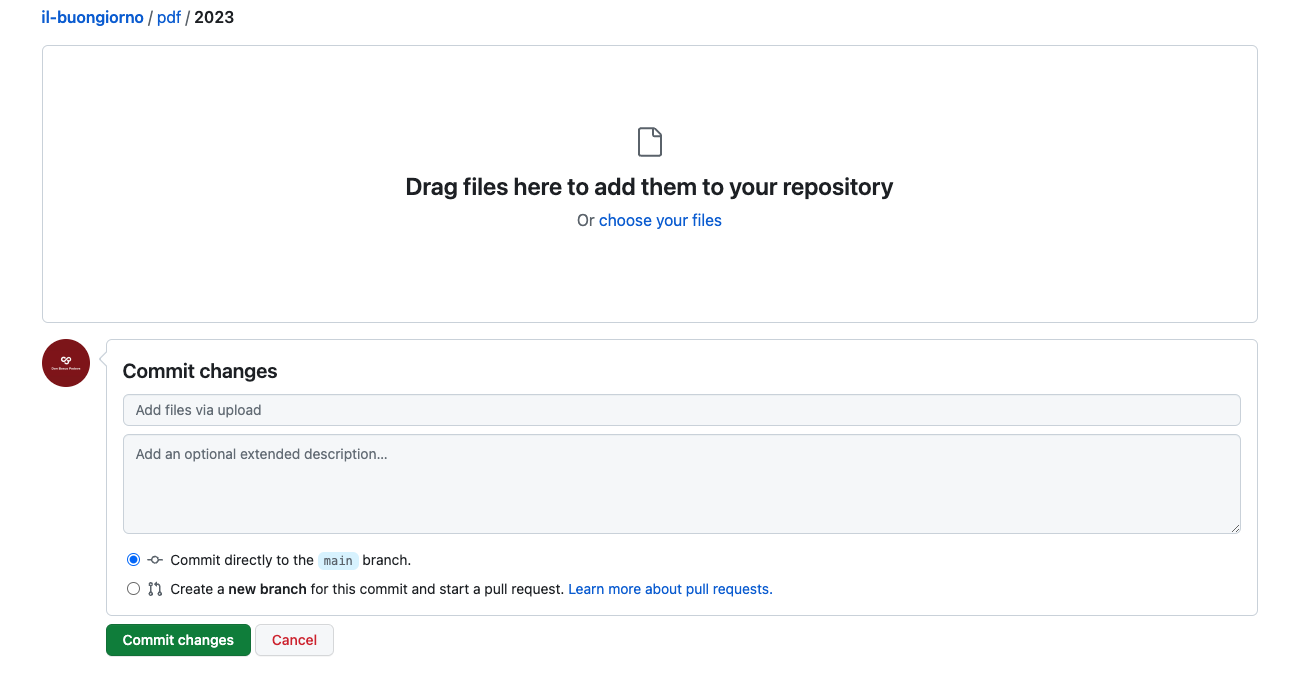 il-buongiorno / pdf / 2023
Drag files here to add them to your repository
Or choose your files
Commit changes
Add files via upload
Add an optional extended description...
Commit directly to the main branch.
Create a new branch for this commit and start a pull request. Learn more about pull requests.
Commit changes
Cancel